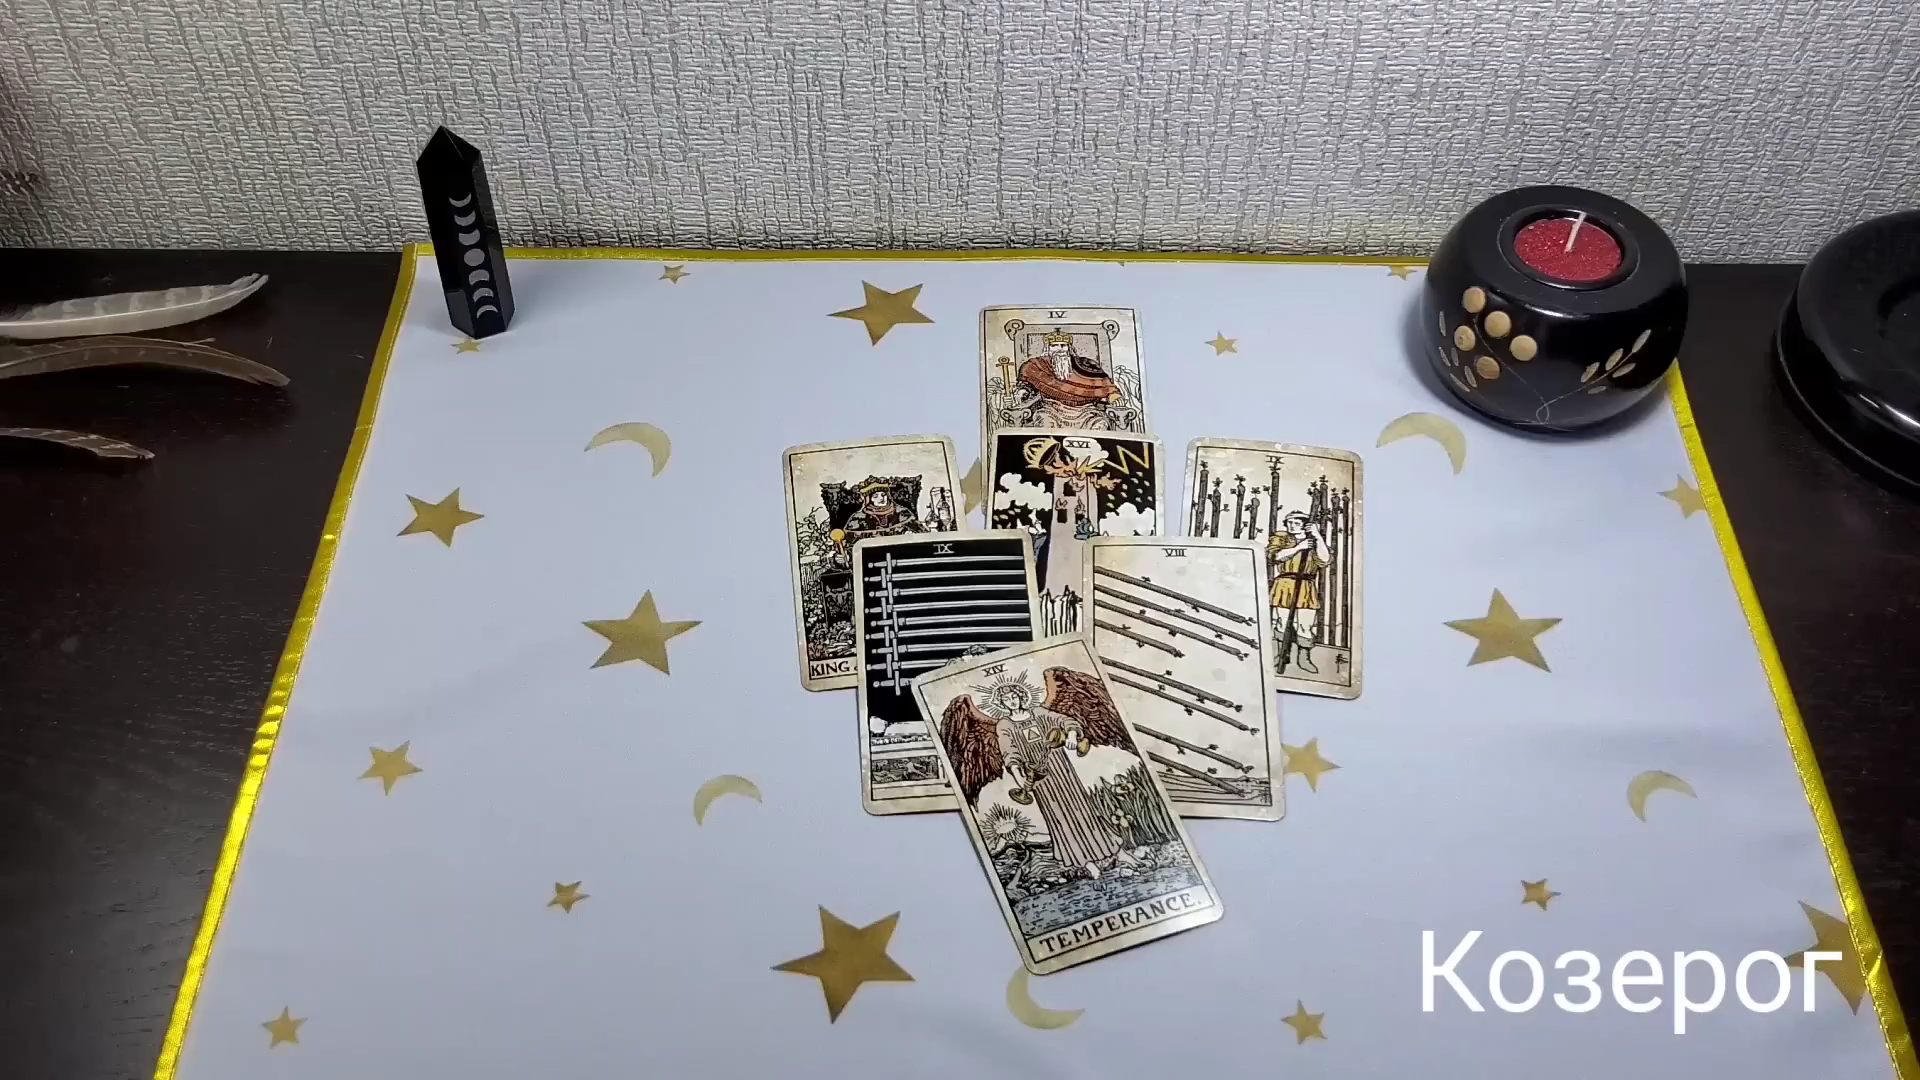 IV
XVI
IX
KING
IX
VIII
XIV
TEMPERANCE.
Козерог